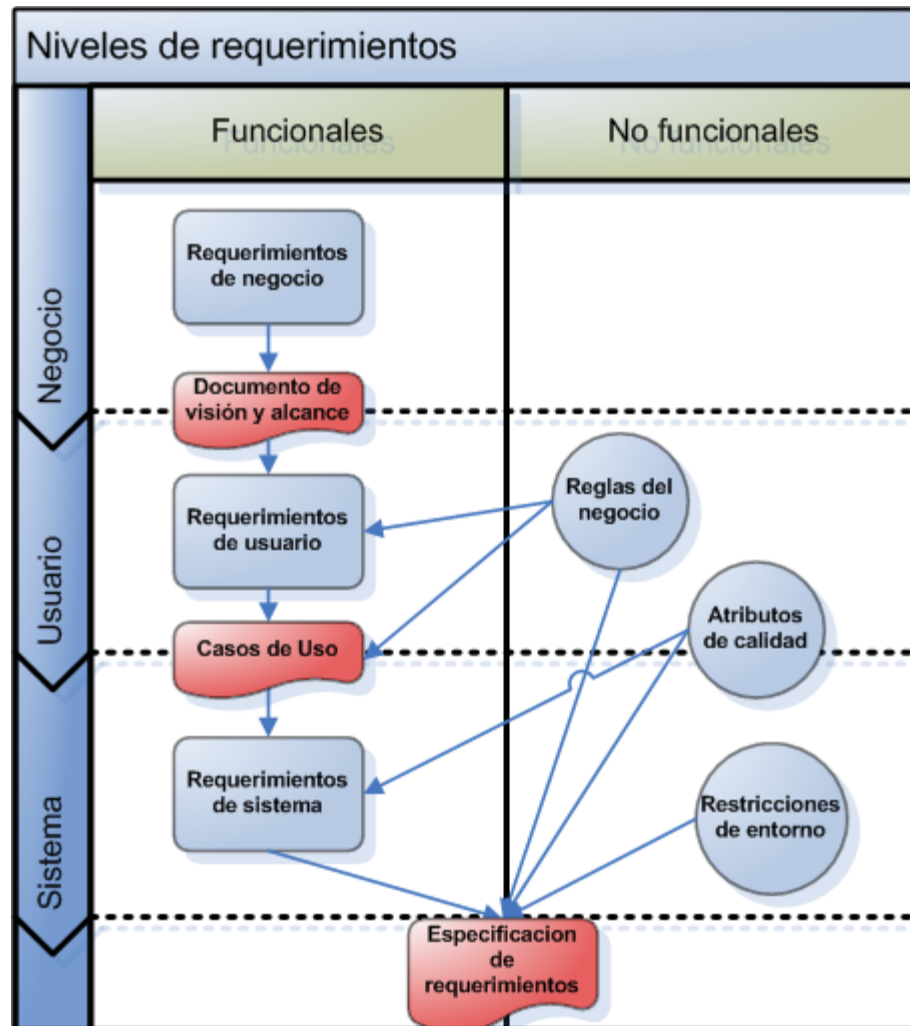 Niveles de requerimientos
Funcionales
No funcionales
Negocio
Requerimientos
de negocio
Documento de
visión y alcance
Usuario
Requerimientos
de usuario
Reglas del
negocio
Casos de Uso
Atributos
de calidad
Sistema
Requerimientos
de sistema
Restricciones
de entorno
Especificacion
de
requerimientos